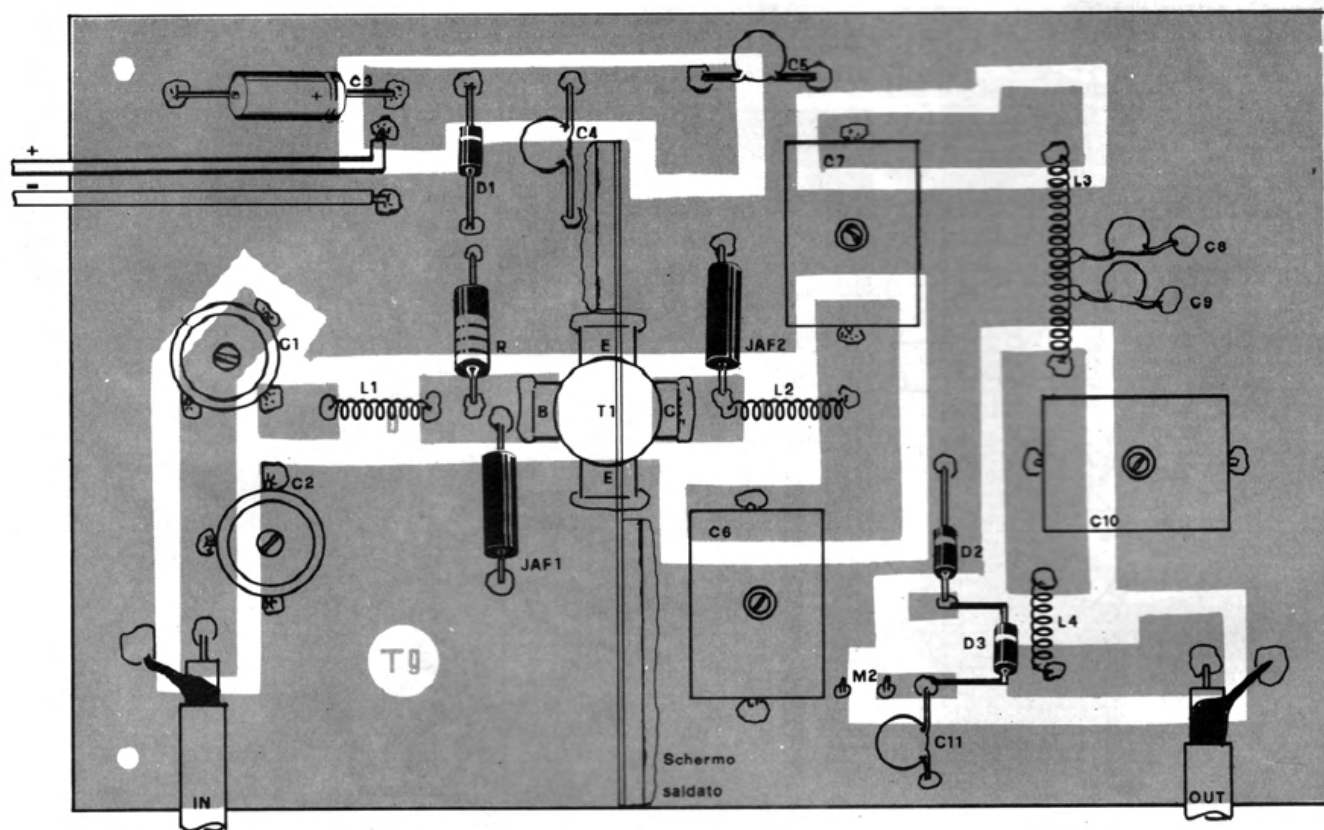 C3
+
C5
C4
+
-
D1
C7
L3
C8
C9
C1
R
E
JAF2
L1
B
T1
C
L2
E
C2
C6
C10
JAF1
D2
D3
L4
T9
M2
C11
Schermo
saldato
IN
OUT